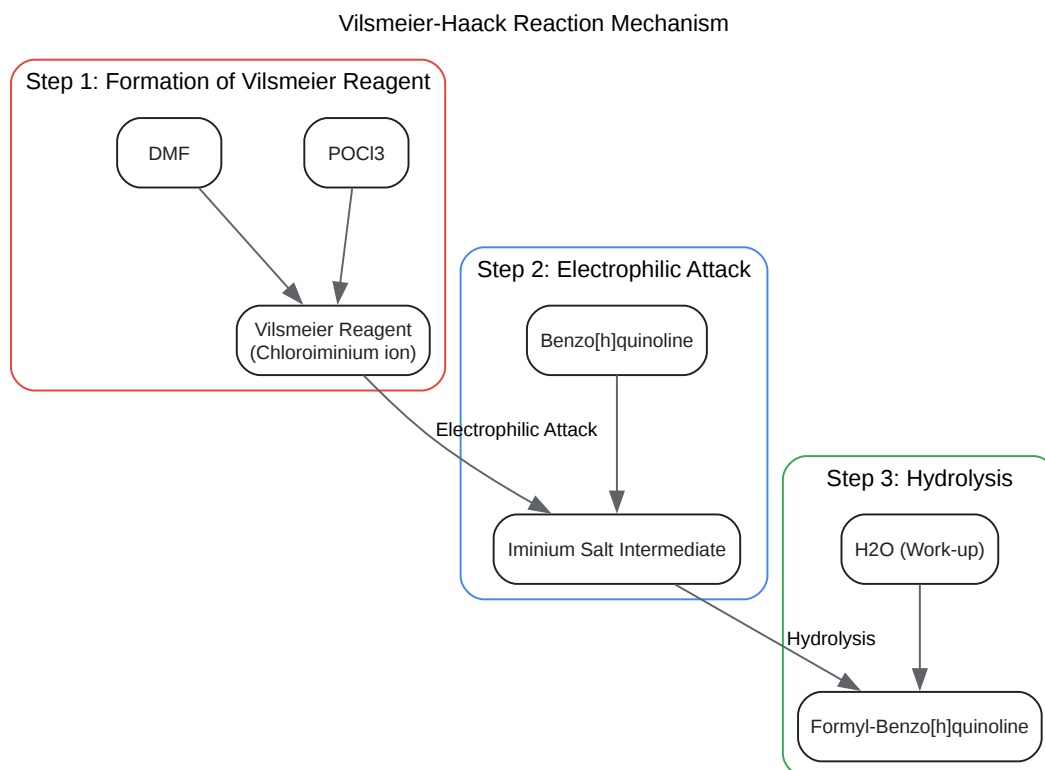 Vilsmeier-Haack Reaction Mechanism
Step 1: Formation of Vilsmeier Reagent
DMF
POCl3
Vilsmeier Reagent
(Chloroiminium ion)
Step 2: Electrophilic Attack
Benzo[h]quinoline
Electrophilic Attack
Iminium Salt Intermediate
Step 3: Hydrolysis
H2O (Work-up)
Hydrolysis
Formyl-Benzo[h]quinoline